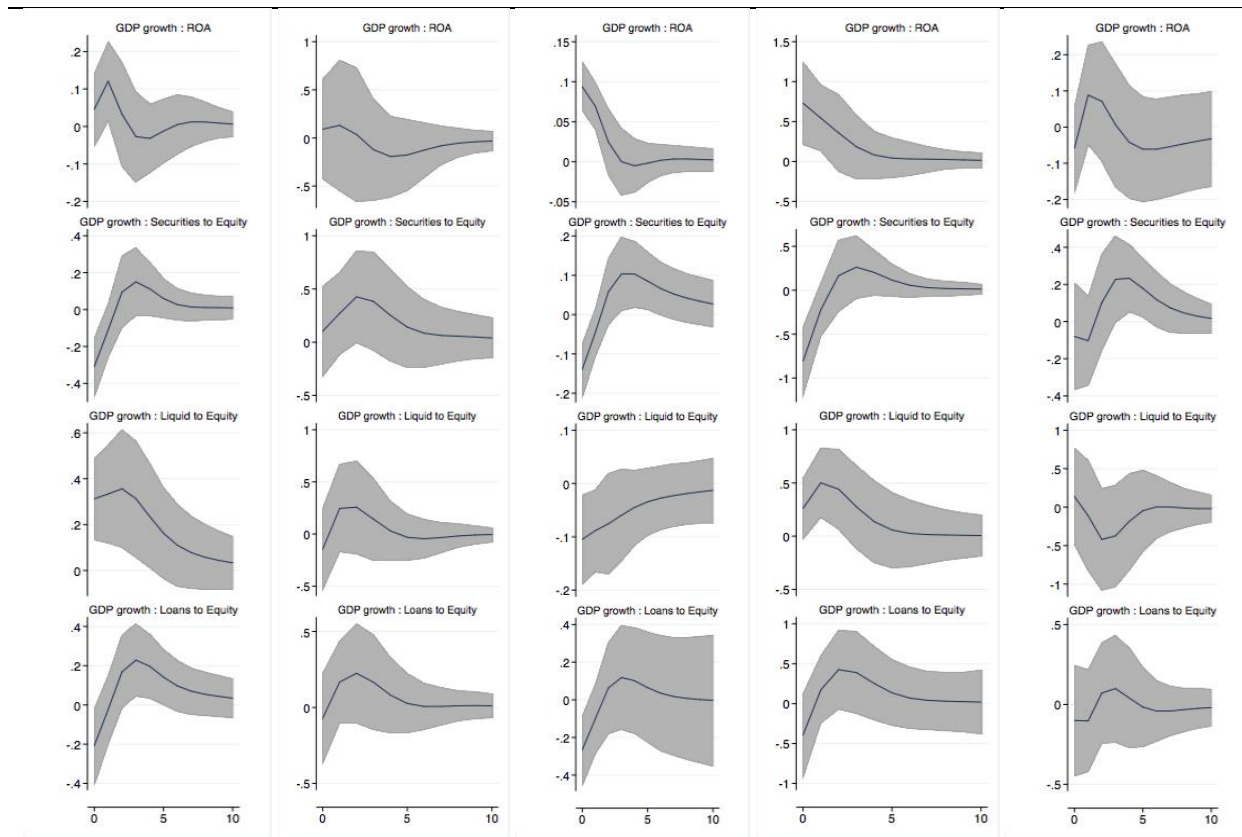 GDP growth : ROA GDP growth : ROA GDP growth : ROA GDP growth : ROA GDP growth : ROA
.2 1 .15 1.5 .2
.1 .5 .1 1 .1
0 0 .05 .5 0
-.1 -.5 0 0 -.1
-.2 .05 -.5 -.2
GDP growth : Securities to Equity GDP growth : Securities to Equity GDP growth : Securities to Equity GDP growth : Securities to Equity GDP growth : Securities to Equity
.4 1 .2 .5 .4
.2 .5 .1 0 .2
0 0 0 -.5 0
-.2 -.5 -.1 -1 -.2
-.4 -.2 -.4
GDP growth : Liquid to Equity GDP growth : Liquid to Equity GDP growth : Liquid to Equity GDP growth : Liquid to Equity GDP growth : Liquid to Equity
.6 1 .1 1 1
.4 .5 0 .5 .5
.2 0 -.1 0 0
0 -.5 -.2 -.5 -.5
-1
GDP growth : Loans to Equity GDP growth : Loans to Equity GDP growth : Loans to Equity GDP growth : Loans to Equity GDP growth : Loans to Equity
.4 .5 .4 1 .5
.2 0 .2 .5 0
0 -.5 0 0 -.5
-.2 -.2 -.5
-.4 -.4 -1
0 5 10 0 5 10 0 5 10 0 5 10 0 5 10